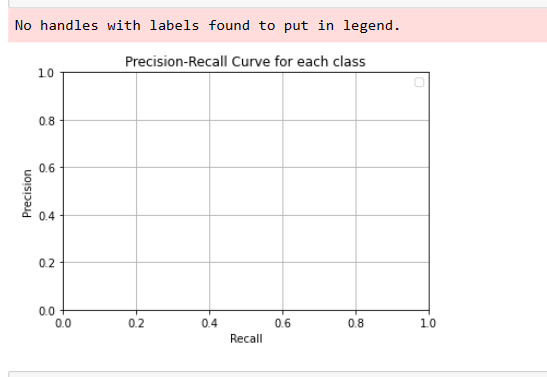 No handles with labels found to put in legend.
Precision-Recall Curve for each class
1.0
0.8
0.6
0.4
0.2
0.0
Precision
0.0 0.2 0.4 0.6 0.8 1.0
Recall